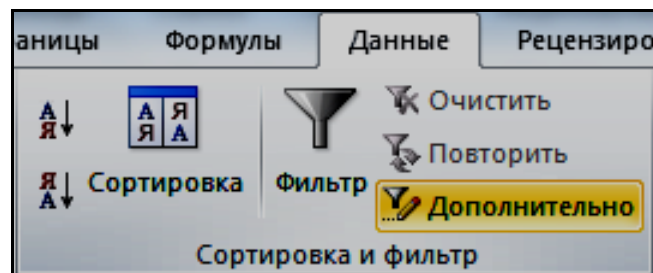 аницы Формулы Данные Рецензиро
А Я Очистить
А Я Я А Повторить
Я А Сортировка Фильтр Дополнительно
Сортировка и фильтр